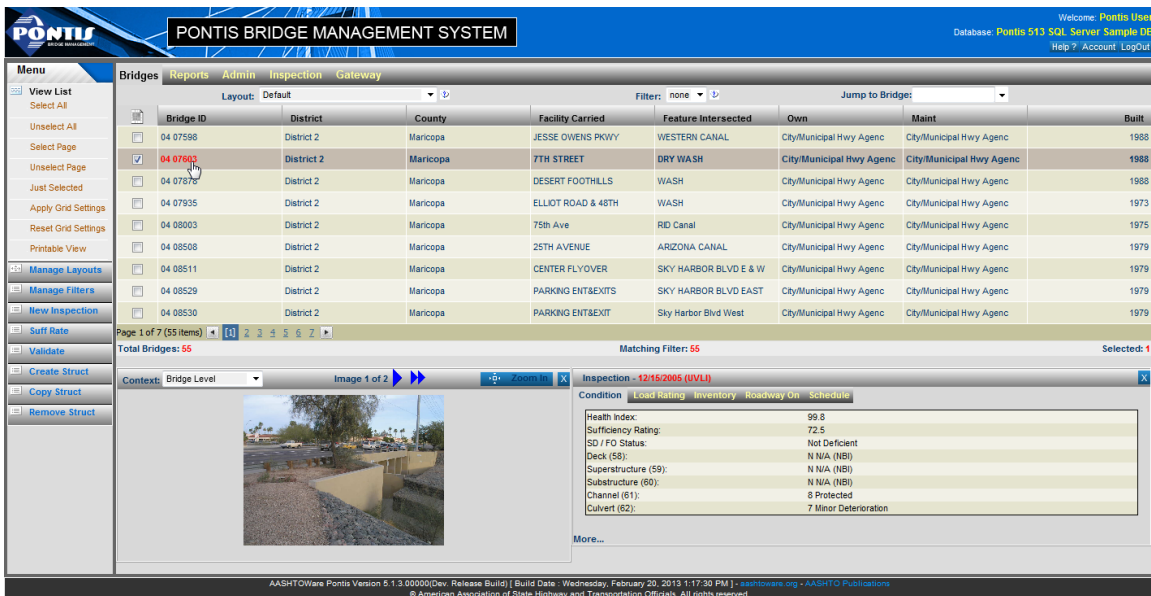 PONTIS
BRIDGE MANAGEMENT
PONTIS BRIDGE MANAGEMENT SYSTEM
Welcome: Pontis User
Database: Pontis 513 SQL Server Sample DB
Help ? Account LogOut
Menu
View List
Select All
Unselect All
Select Page
Unselect Page
Just Selected
Apply Grid Settings
Reset Grid Settings
Printable View
Manage Layouts
Manage Filters
New Inspection
Suff Rate
Validate
Create Struct
Copy Struct
Remove Struct
Bridges Reports Admin Inspection Gateway
Layout: Default Filter: none Jump to Bridge:
Bridge ID District County Facility Carried Feature Intersected Own Maint Built
04 07598 District 2 Maricopa JESSE OWENS PKWY WESTERN CANAL City/Municipal Hwy Agenc City/Municipal Hwy Agenc 1988
04 07603 District 2 Maricopa 7TH STREET DRY WASH City/Municipal Hwy Agenc City/Municipal Hwy Agenc 1988
04 07878 District 2 Maricopa DESERT FOOTHILLS WASH City/Municipal Hwy Agenc City/Municipal Hwy Agenc 1988
04 07935 District 2 Maricopa ELLIOT ROAD & 48TH WASH City/Municipal Hwy Agenc City/Municipal Hwy Agenc 1973
04 08003 District 2 Maricopa 75th Ave RID Canal City/Municipal Hwy Agenc City/Municipal Hwy Agenc 1975
04 08508 District 2 Maricopa 25TH AVENUE ARIZONA CANAL City/Municipal Hwy Agenc City/Municipal Hwy Agenc 1979
04 08511 District 2 Maricopa CENTER FLYOVER SKY HARBOR BLVD E & W City/Municipal Hwy Agenc City/Municipal Hwy Agenc 1979
04 08529 District 2 Maricopa PARKING ENT&EXITS SKY HARBOR BLVD EAST City/Municipal Hwy Agenc City/Municipal Hwy Agenc 1979
04 08530 District 2 Maricopa PARKING ENT&EXIT Sky Harbor Blvd West City/Municipal Hwy Agenc City/Municipal Hwy Agenc 1979
Page 1 of 7 (55 items) [1] 2 3 4 5 6 7
Total Bridges: 55 Matching Filter: 55 Selected: 1
Context: Bridge Level Image 1 of 2 Zoom In X
Inspection - 12/15/2005 (UVLI) X
Condition Load Rating Inventory Roadway On Schedule
Health Index: 99.8
Sufficiency Rating: 72.5
SD / FO Status: Not Deficient
Deck (58): N N/A (NBI)
Superstructure (59): N N/A (NBI)
Substructure (60): N N/A (NBI)
Channel (61): 8 Protected
Culvert (62): 7 Minor Deterioration
More...
AASHTOWare Pontis Version 5.1.3.00000(Dev. Release Build) [ Build Date : Wednesday, February 20, 2013 1:17:30 PM ] - aashtoware.org - AASHTO Publications
© American Association of State Highway and Transportation Officials. All rights reserved